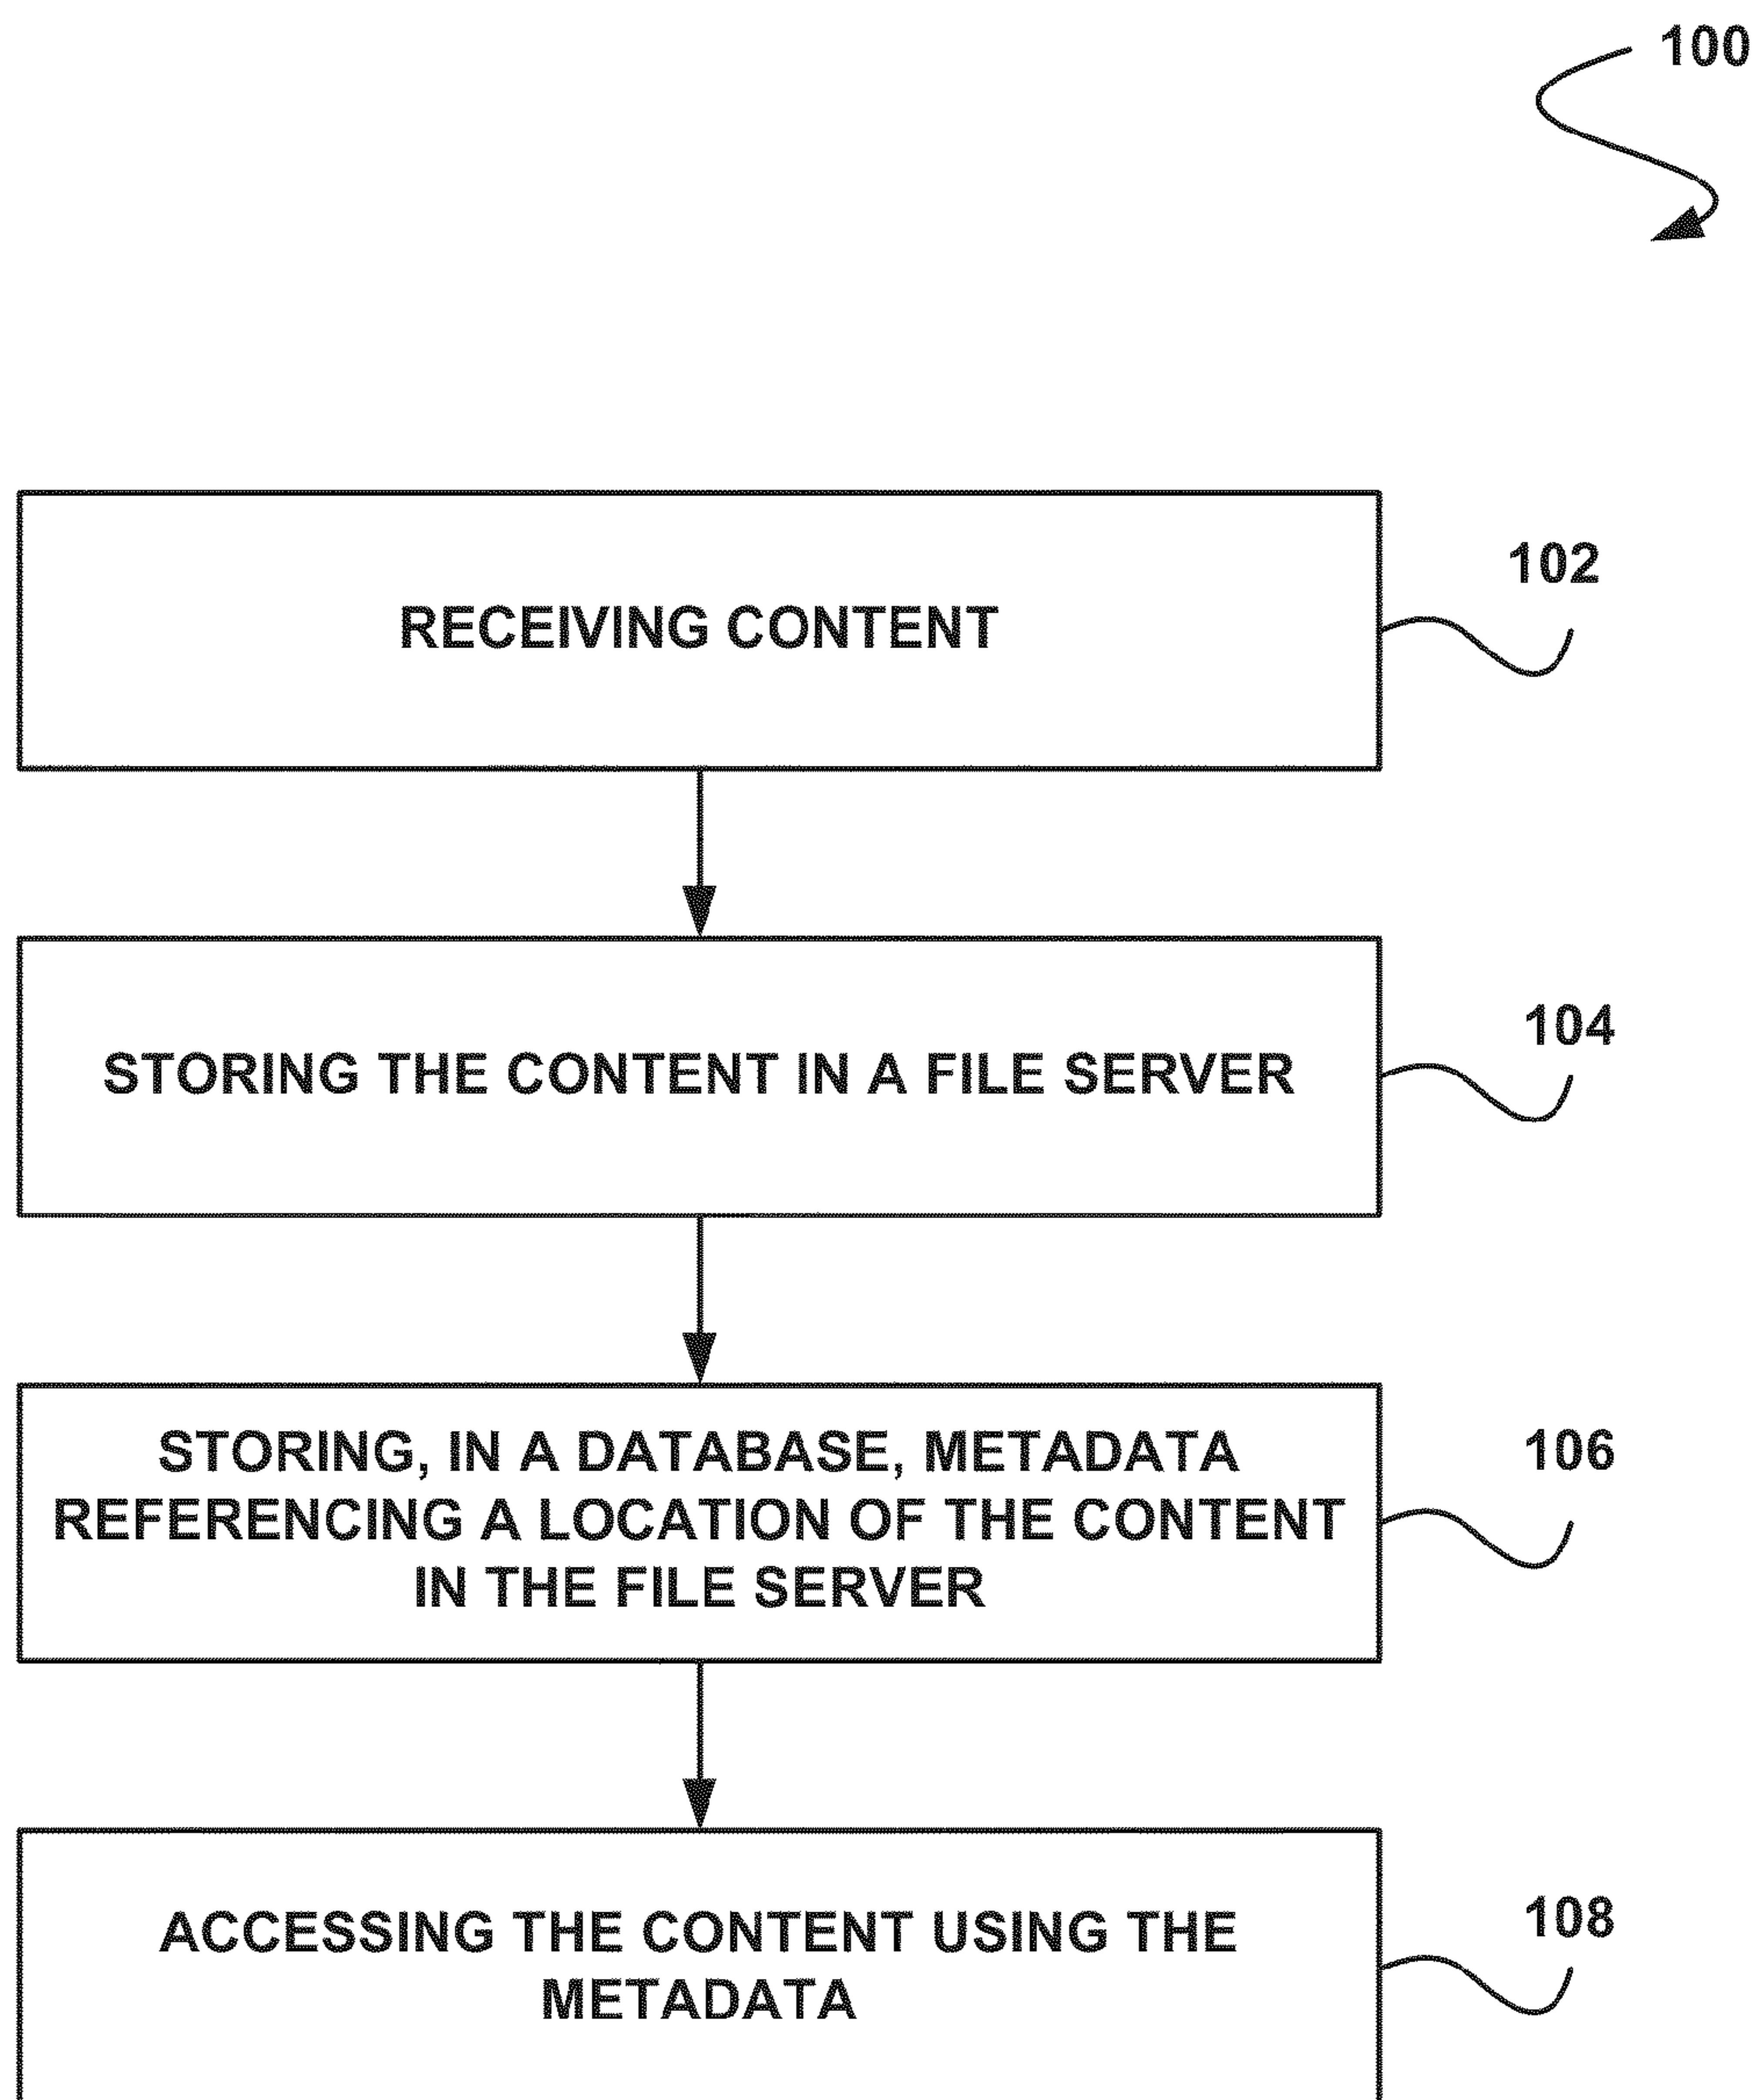 100
RECEIVING CONTENT
102
STORING THE CONTENT IN A FILE SERVER
104
STORING, IN A DATABASE, METADATA
REFERENCING A LOCATION OF THE CONTENT
IN THE FILE SERVER
106
ACCESSING THE CONTENT USING THE
METADATA
108